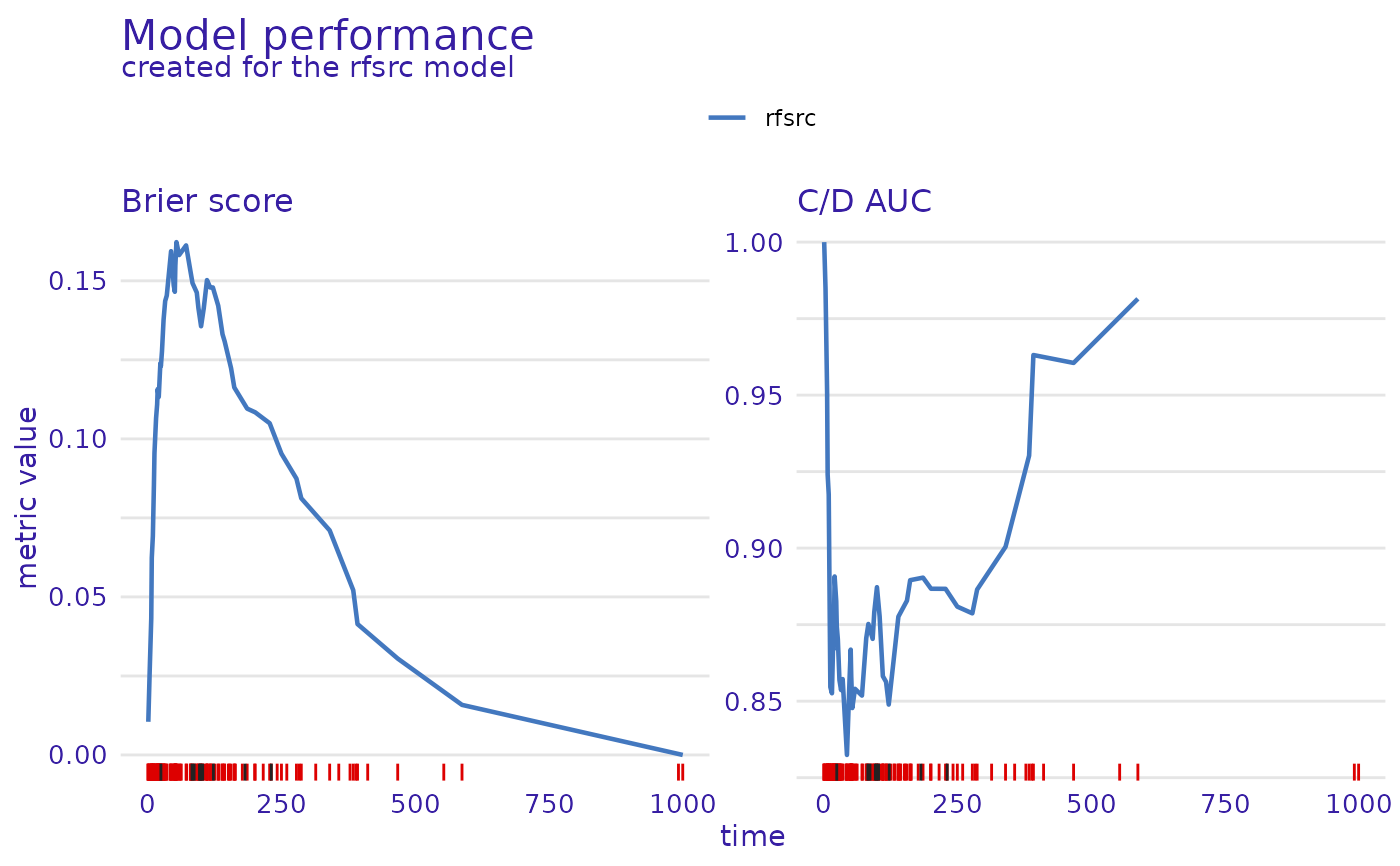 Model performance
created for the rfsrc model
rfsrc
Brier score
metric value
0.15
0.10
0.05
0.00
0 250 500 750 1000
C/D AUC
1.00
0.95
0.90
0.85
0 250 500 750 1000
time